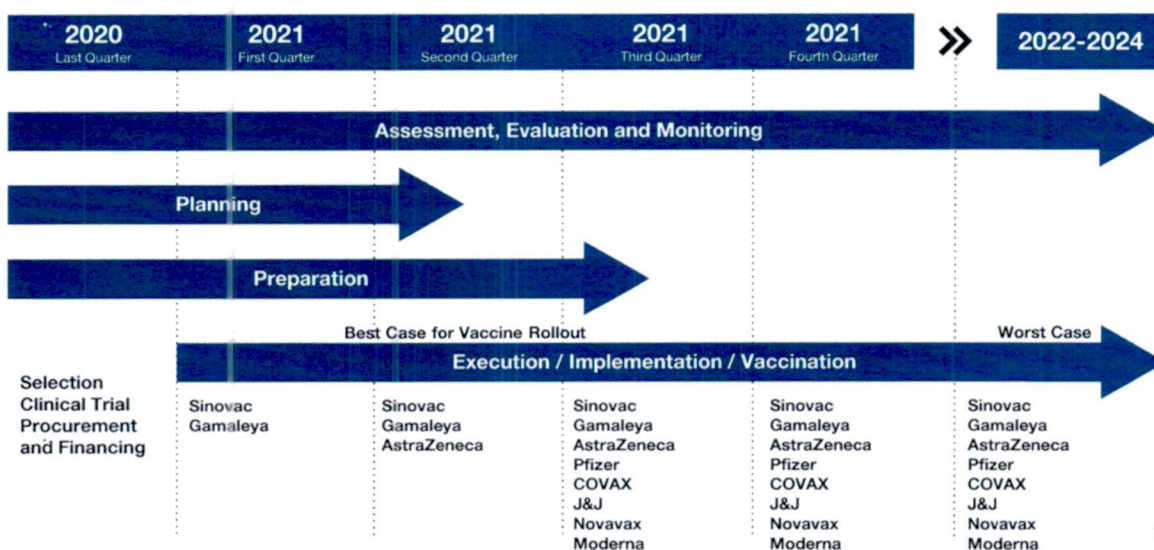 2020
Last Quarter
2021
First Quarter
2021
Second Quarter
2021
Third Quarter
2021
Fourth Quarter
»
2022-2024
Assessment, Evaluation and Monitoring
Planning
Preparation
Best Case for Vaccine Rollout
Worst Case
Execution / Implementation / Vaccination
Selection
Clinical Trial
Procurement
and Financing
Sinovac
Gamaleya
Sinovac
Gamaleya
AstraZeneca
Sinovac
Gamaleya
AstraZeneca
Pfizer
COVAX
J&J
Novavax
Moderna
Sinovac
Gamaleya
AstraZeneca
Pfizer
COVAX
J&J
Novavax
Moderna
Sinovac
Gamaleya
AstraZeneca
Pfizer
COVAX
J&J
Novavax
Moderna